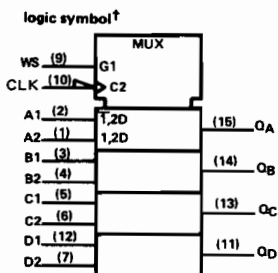 logic symbol†
MUX
WS (9) G1
CLK (10) C2
A1 (2) 1,2D (15) QA
A2 (1) 1,2D
B1 (3) (14) QB
B2 (4)
C1 (5) (13) QC
C2 (6)
D1 (12) (11) QD
D2 (7)